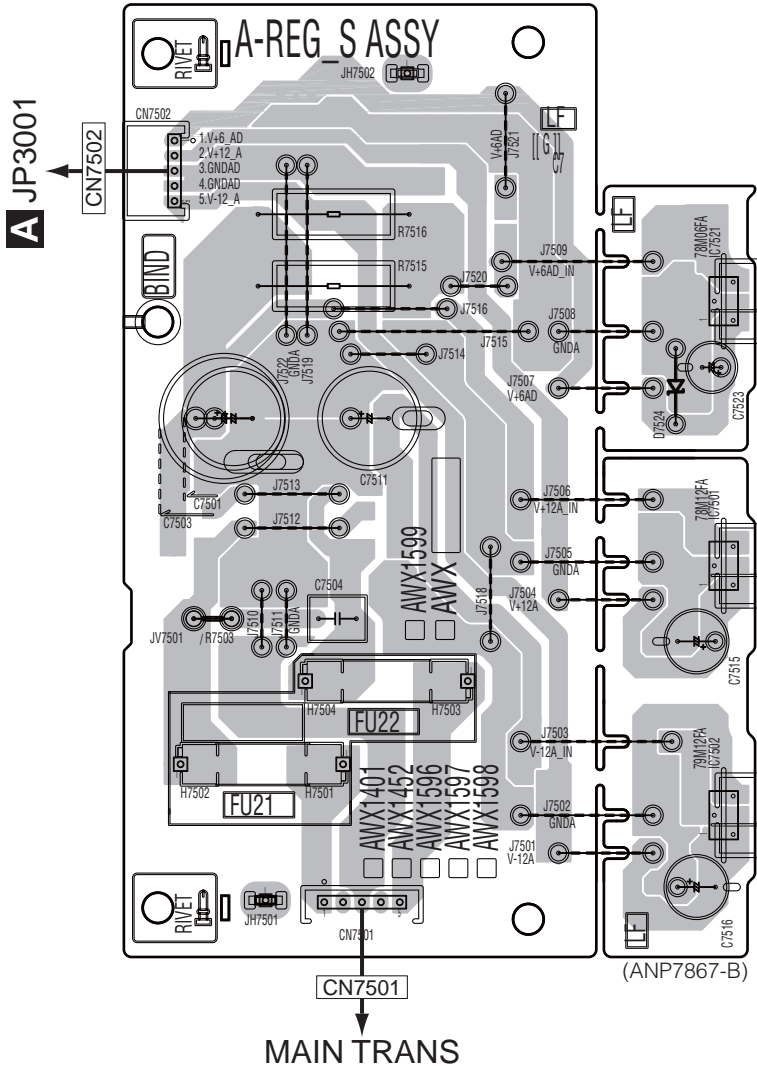 A-REG_S ASSY
RIVET
JH7502
A JP3001
CN7502
CN7502
1.V+6_AD
2.V+12_A
3.GNDAD
4.GNDAD
5.V-12_A
V+6AD
J7521
LF
[[ G ]]
C7
LF
BIND
R7516
R7515
J7509
V+6AD_IN
78M06FA
IC7521
J7520
J7516
J7508
GNDA
J7515
J7514
J7522
GNDA
J7519
J7507
V+6AD
D7524
C7523
C7511
C7501
C7503
J7513
J7512
J7506
V+12A_IN
78M12FA
IC7501
J7505
GNDA
J7504
V+12A
J7518
AWX1599
AWX
C7504
JV7501
/ R7503
J7510
J7511
GNDA
C7515
H7504
H7503
FU22
J7503
V-12A_IN
79M12FA
IC7502
H7502
H7501
FU21
AWX1401
AWX1452
AWX1596
AWX1597
AWX1598
J7502
GNDA
J7501
V-12A
RIVET
JH7501
CN7501
LF
C7516
(ANP7867-B)
CN7501
MAIN TRANS